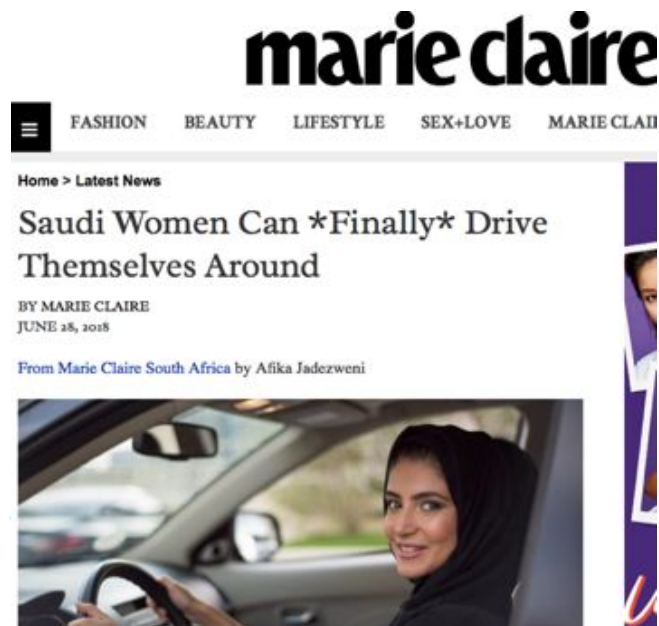 marie claire
FASHION BEAUTY LIFESTYLE SEX+LOVE MARIE
Home > Latest News
Saudi Women Can *Finally* Drive
Themselves Around
BY MARIE CLAIRE
JUNE 28, 2018
From Marie Claire South Africa by Afika Jadezweni